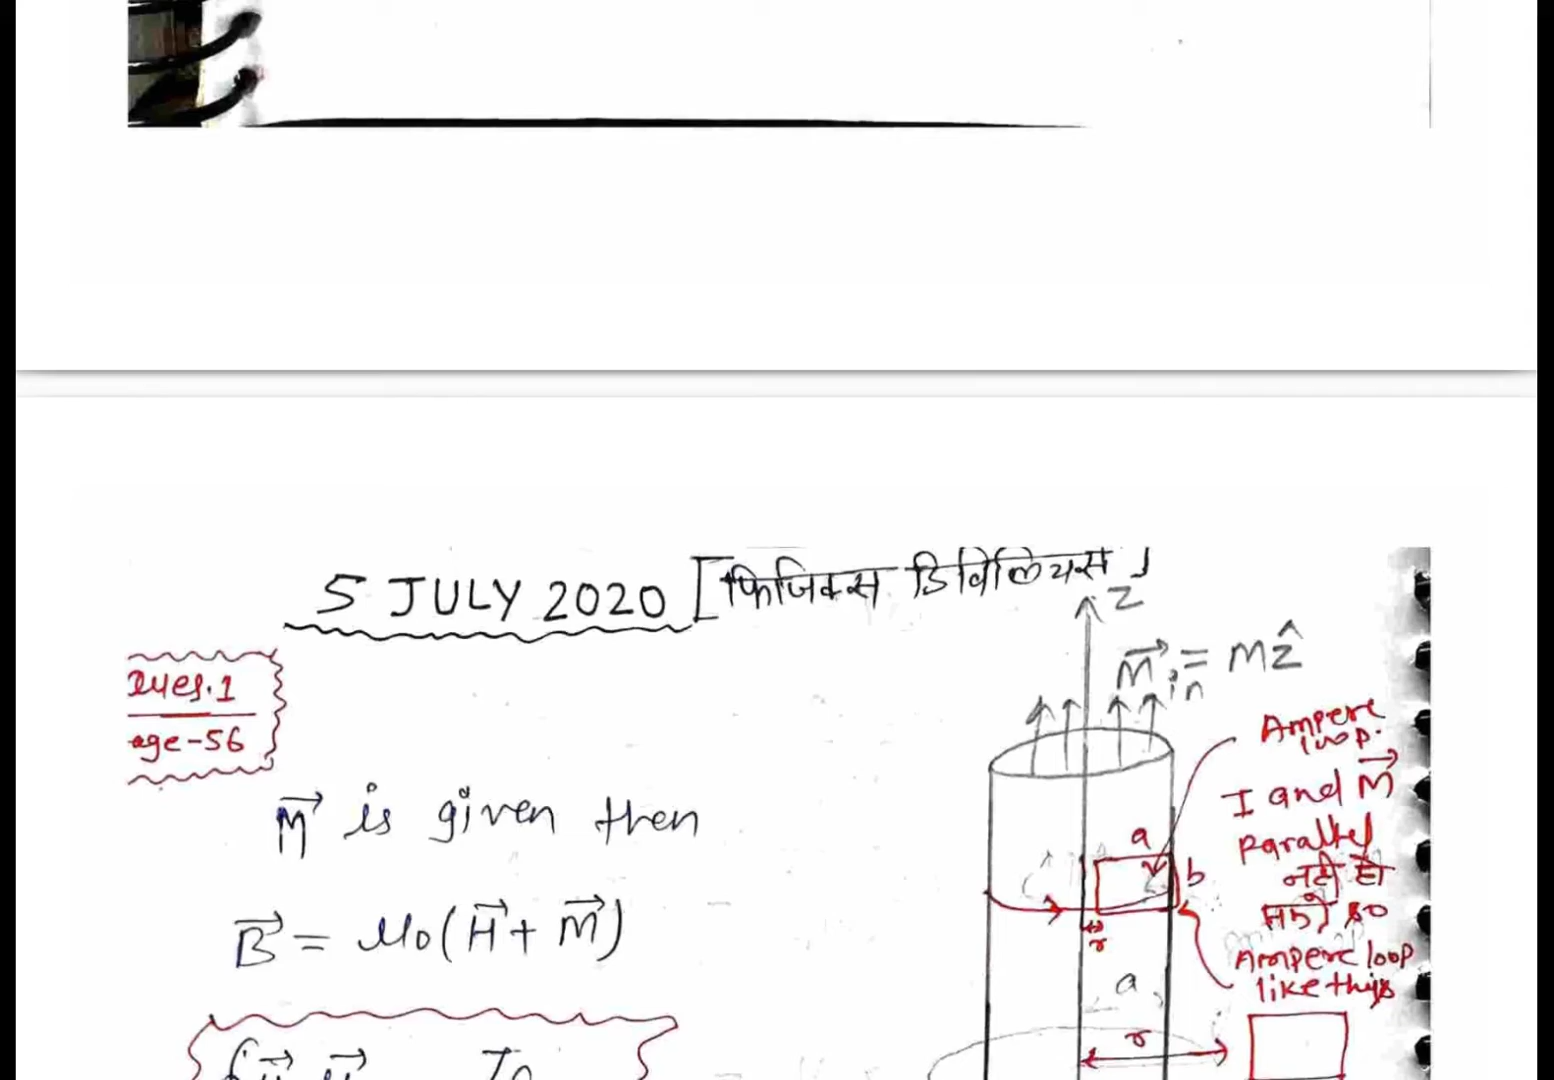 5 JULY 2020 [फिजिक्स डिविलियर्स]
Ques.1
age-56
Z
M⃗in = Mẑ
Ampere
loop.
I and M⃗
parallel
नही हो
सकते so
Ampere loop
like this
M⃗ is given then
B⃗ = μ0(H⃗ + M⃗)
a
b
r
a
r